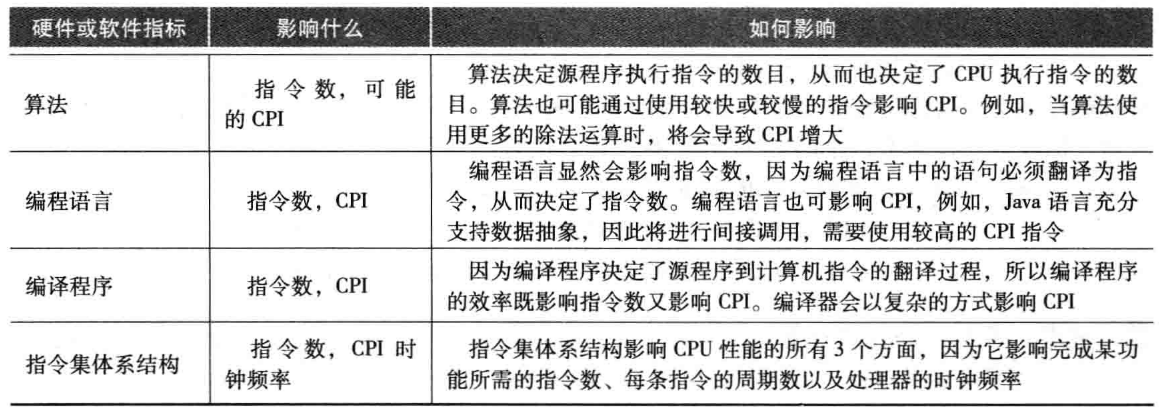 硬件或软件指标 影响什么 如何影响
算法
指令数，可能
的 CPI
算法决定源程序执行指令的数目，从而也决定了 CPU 执行指令的数
目。算法也可能通过使用较快或较慢的指令影响 CPI。例如，当算法使
用更多的除法运算时，将会导致 CPI 增大
编程语言
指令数，CPI
编程语言显然会影响指令数，因为编程语言中的语句必须翻译为指
令，从而决定了指令数。编程语言也可影响 CPI，例如，Java 语言充分
支持数据抽象，因此将进行间接调用，需要使用较高的 CPI 指令
编译程序
指令数，CPI
因为编译程序决定了源程序到计算机指令的翻译过程，所以编译程序
的效率既影响指令数又影响 CPI。编译器会以复杂的方式影响 CPI
指令集体系结构
指令数，CPI 时
钟频率
指令集体系结构影响 CPU 性能的所有 3 个方面，因为它影响完成某功
能所需的指令数、每条指令的周期数以及处理器的时钟频率